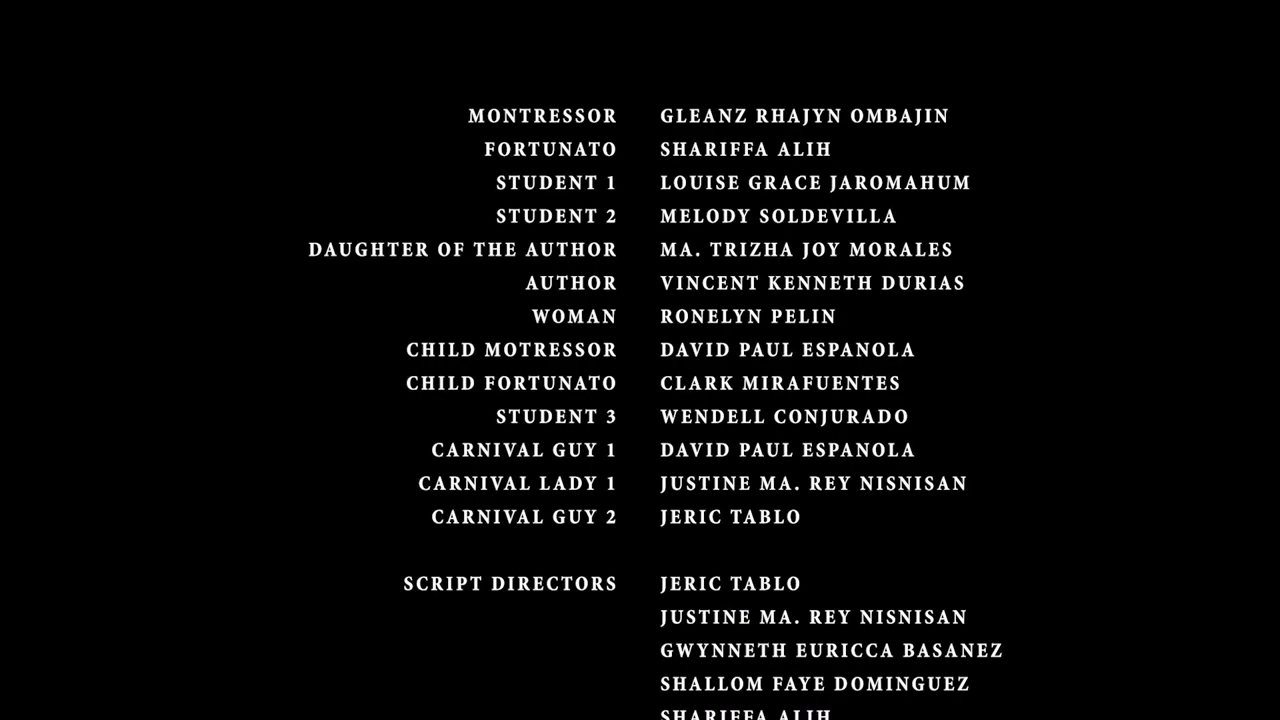 MONTRESSOR GLEANZ RHAJYN OMBAJIN
FORTUNATO SHARIFFA ALIH
STUDENT 1 LOUISE GRACE JAROMAHUM
STUDENT 2 MELODY SOLDEVILLA
DAUGHTER OF THE AUTHOR MA. TRIZHA JOY MORALES
AUTHOR VINCENT KENNETH DURIAS
WOMAN RONELYN PELIN
CHILD MOTRESSOR DAVID PAUL ESPANOLA
CHILD FORTUNATO CLARK MIRAFUENTES
STUDENT 3 WENDELL CONJURADO
CARNIVAL GUY 1 DAVID PAUL ESPANOLA
CARNIVAL LADY 1 JUSTINE MA. REY NISNISAN
CARNIVAL GUY 2 JERIC TABLO
SCRIPT DIRECTORS JERIC TABLO
JUSTINE MA. REY NISNISAN
GWYNNETH EURICCA BASANEZ
SHALLOM FAYE DOMINGUEZ
SHARIFFA ALIH